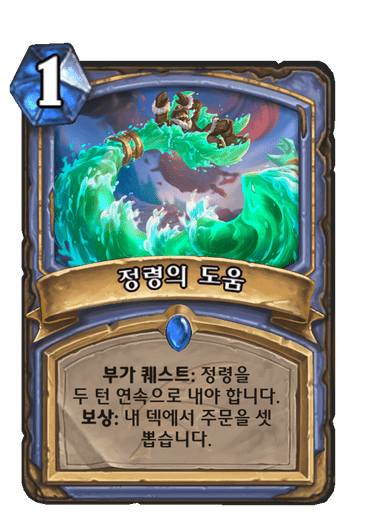 1
정령의 도움
부가 퀘스트: 정령을
두 턴 연속으로 내야 합니다.
보상: 내 덱에서 주문을 셋
뽑습니다.